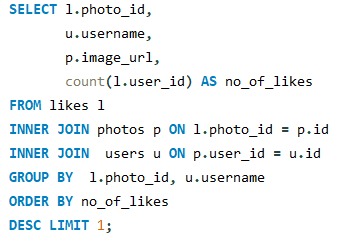 SELECT l.photo_id,
       u.username,
       p.image_url,
       count(l.user_id) AS no_of_likes
FROM likes l
INNER JOIN photos p ON l.photo_id = p.id
INNER JOIN  users u ON p.user_id = u.id
GROUP BY  l.photo_id, u.username
ORDER BY no_of_likes
DESC LIMIT 1;